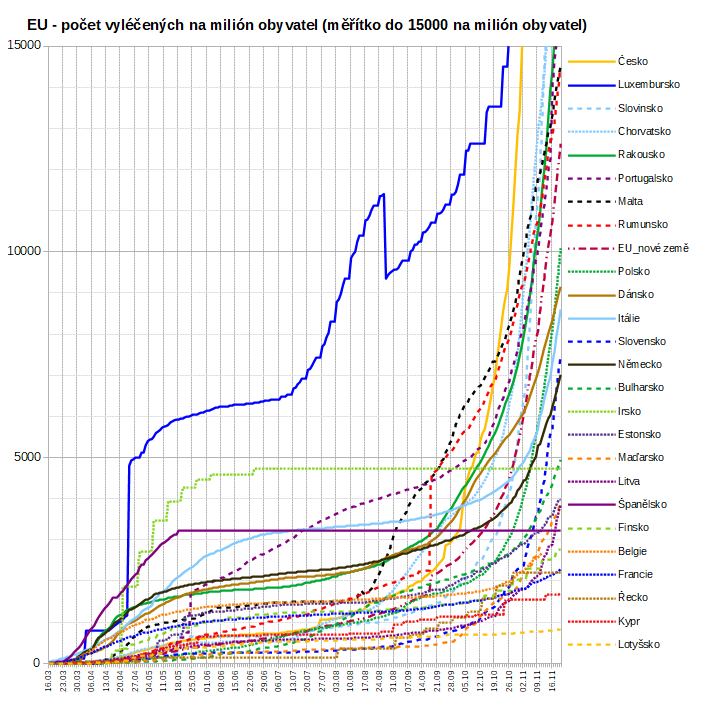 EU - počet vyléčených na milión obyvatel (měřítko do 15000 na milión obyvatel)
15000
10000
5000
0
Česko
Luxembursko
Slovinsko
Chorvatsko
Rakousko
Portugalsko
Malta
Rumunsko
EU_nové země
Polsko
Dánsko
Itálie
Slovensko
Německo
Bulharsko
Irsko
Estonsko
Maďarsko
Litva
Španělsko
Finsko
Belgie
Francie
Řecko
Kypr
Lotyšsko
16.03 23.03 30.03 06.04 13.04 20.04 27.04 04.05 11.05 18.05 25.05 01.06 08.06 15.06 22.06 29.06 06.07 13.07 20.07 27.07 03.08 10.08 17.08 24.08 31.08 07.09 14.09 21.09 28.09 05.10 12.10 19.10 26.10 02.11 09.11 16.11